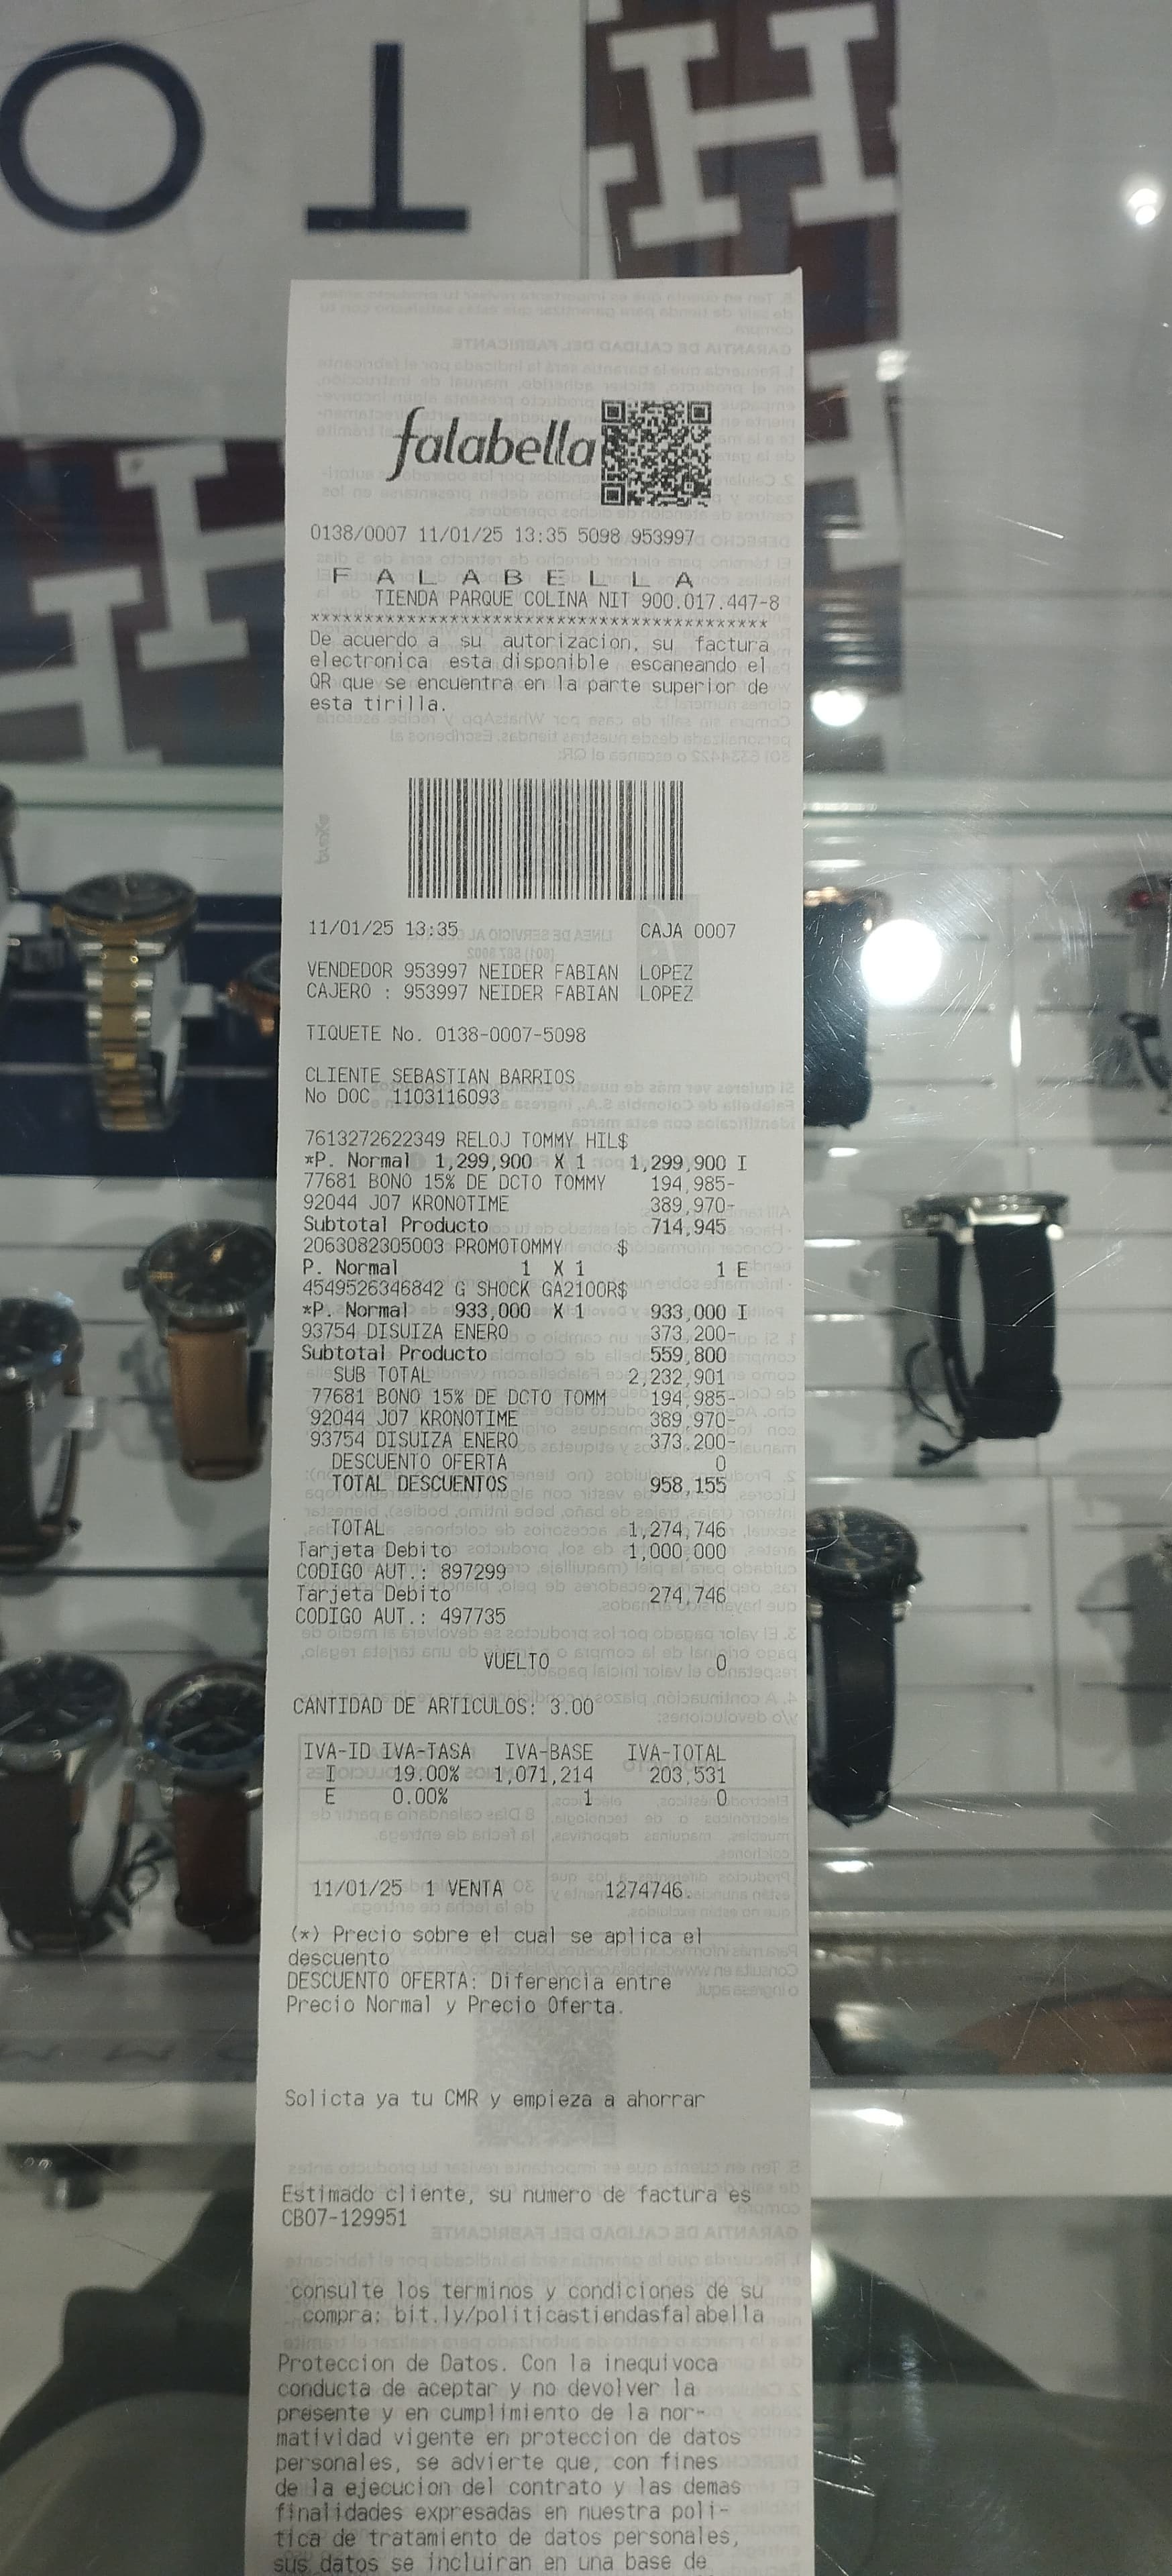 TO
H
H
falabella
0138/0007 11/01/25 13:35 5098 953997
F A L A B E L L A
TIENDA PARQUE COLINA NIT 900.017.447-8
*******************************************
De acuerdo a su autorizacion, su factura
electronica esta disponible escaneando el
QR que se encuentra en la parte superior de
esta tirilla.
11/01/25 13:35 CAJA 0007
VENDEDOR 953997 NEIDER FABIAN LOPEZ
CAJERO : 953997 NEIDER FABIAN LOPEZ
TIQUETE No. 0138-0007-5098
CLIENTE SEBASTIAN BARRIOS
No DOC 1103116093
7613272622349 RELOJ TOMMY HIL$
*P. Normal 1,299,900 X 1 1,299,900 I
77681 BONO 15% DE DCTO TOMMY 194,985-
92044 J07 KRONOTIME 389,970-
Subtotal Producto 714,945
2063082305003 PROMOTOMMY $
P. Normal 1 X 1 1 E
4549526346842 G SHOCK GA2100R$
*P. Normal 933,000 X 1 933,000 I
93754 DISUIZA ENERO 373,200-
Subtotal Producto 559,800
SUB TOTAL 2,232,901
77681 BONO 15% DE DCTO TOMM 194,985-
92044 J07 KRONOTIME 389,970-
93754 DISUIZA ENERO 373,200-
DESCUENTO OFERTA 0
TOTAL DESCUENTOS 958,155
TOTAL 1,274,746
Tarjeta Debito 1,000,000
CODIGO AUT.: 897299
Tarjeta Debito 274,746
CODIGO AUT.: 497735
VUELTO 0
CANTIDAD DE ARTICULOS: 3.00
IVA-ID IVA-TASA IVA-BASE IVA-TOTAL
I 19.00% 1,071,214 203,531
E 0.00% 1 0
11/01/25 1 VENTA 1274746.
(*) Precio sobre el cual se aplica el
descuento
DESCUENTO OFERTA: Diferencia entre
Precio Normal y Precio Oferta.
Solicta ya tu CMR y empieza a ahorrar
Estimado cliente, su numero de factura es
CB07-129951
consulte los terminos y condiciones de su
compra: bit.ly/politicastiendasfalabella
Proteccion de Datos. Con la inequivoca
conducta de aceptar y no devolver la
presente y en cumplimiento de la nor-
matividad vigente en proteccion de datos
personales, se advierte que, con fines
de la ejecucion del contrato y las demas
finalidades expresadas en nuestra poli-
tica de tratamiento de datos personales,
sus datos se incluiran en una base de